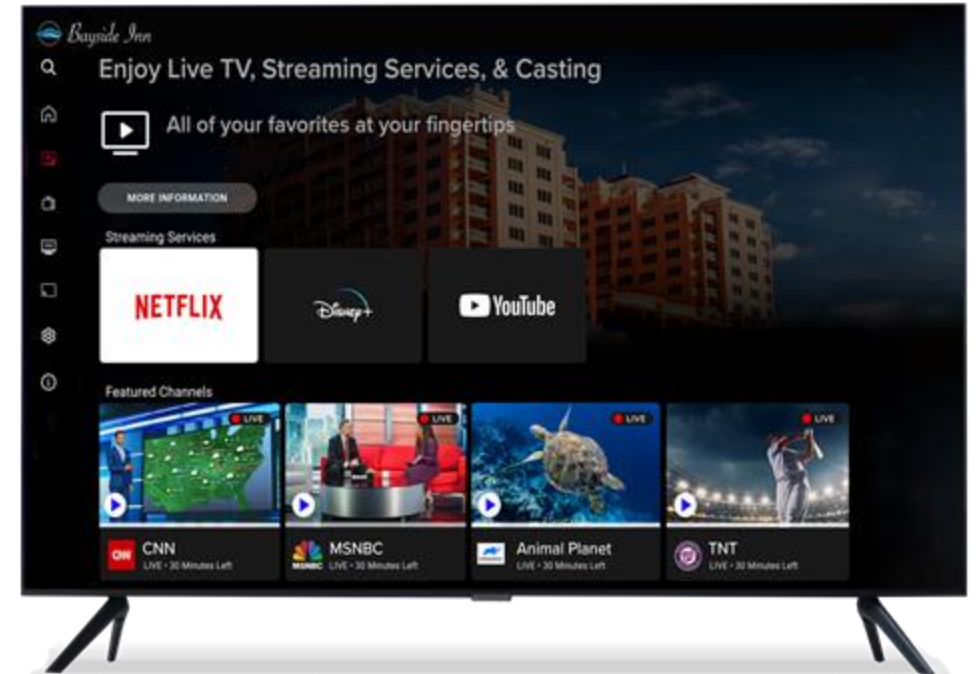 Bayside Inn
Enjoy Live TV, Streaming Services, & Casting
All of your favorites at your fingertips
MORE INFORMATION
Streaming Services
NETFLIX
Disney+
YouTube
Featured Channels
LIVE
LIVE
LIVE
LIVE
CNN
CNN
LIVE • 30 Minutes Left
MSNBC
MSNBC
LIVE • 30 Minutes Left
Animal Planet
LIVE • 30 Minutes Left
TNT
LIVE • 30 Minutes Left